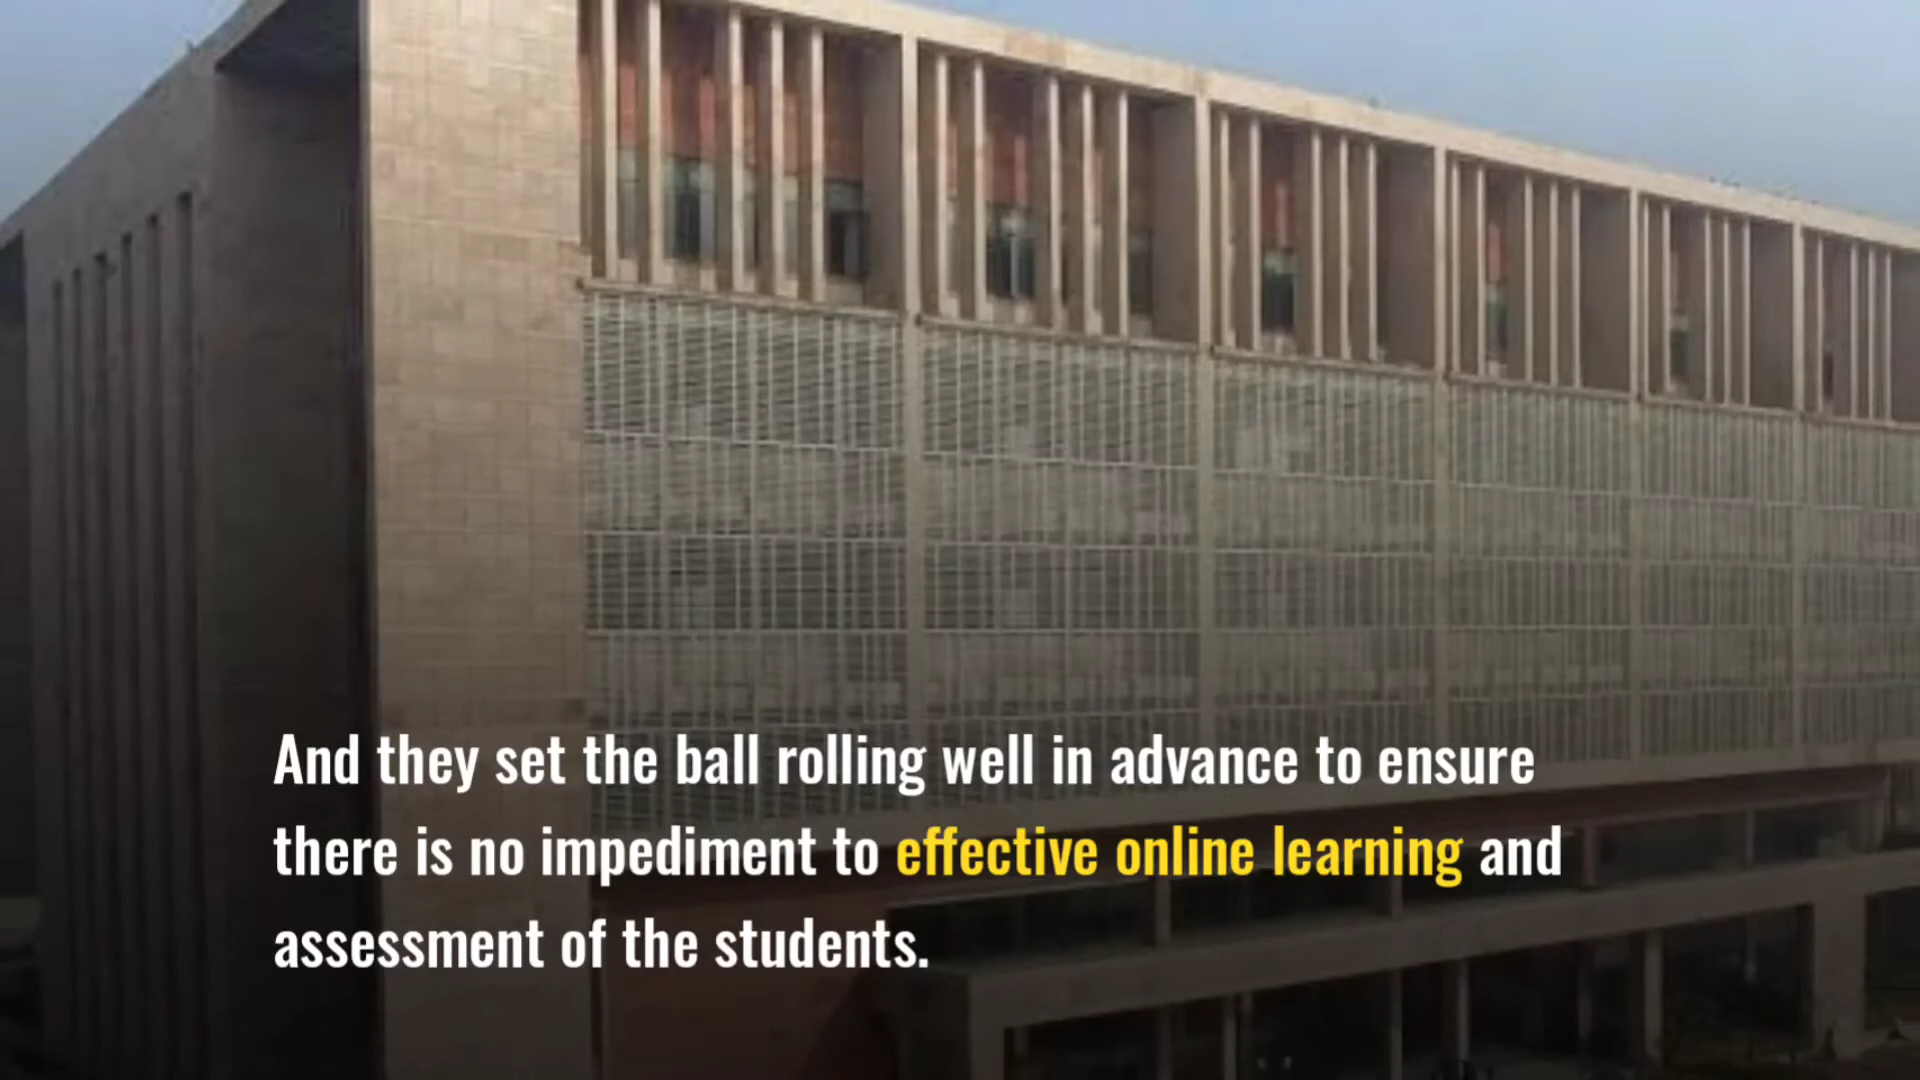 And they set the ball rolling well in advance to ensure
there is no impediment to effective online learning and
assessment of the students.